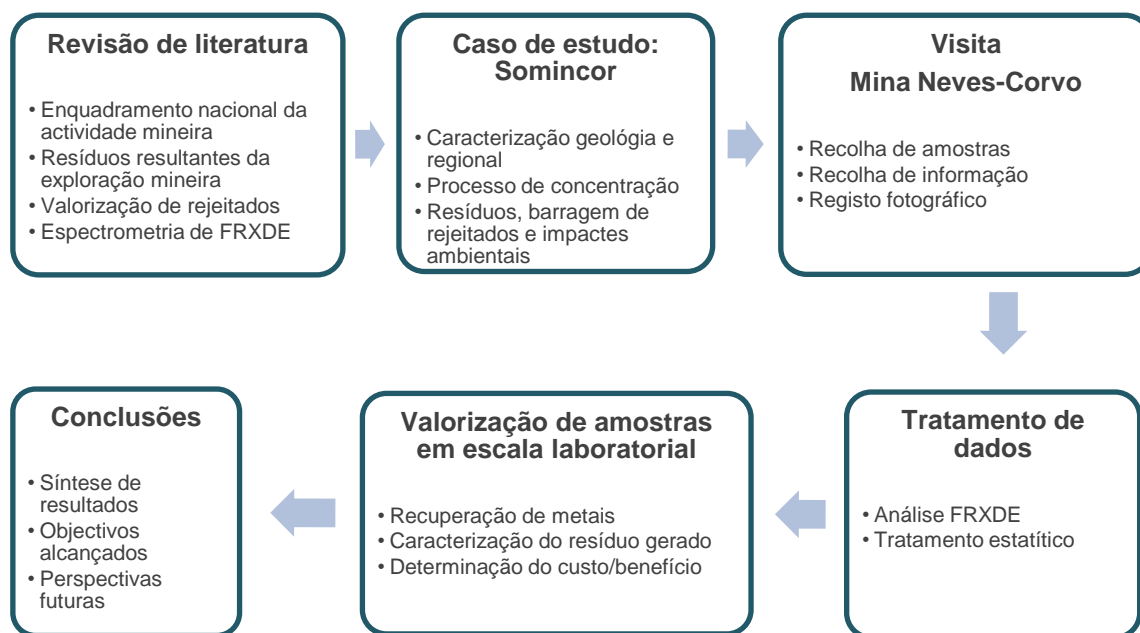 Revisão de literatura
• Enquadramento nacional da
actividade mineira
• Resíduos resultantes da
exploração mineira
• Valorização de rejeitados
• Espectrometria de FRXDE
Caso de estudo:
Somincor
• Caracterização geológia e
regional
• Processo de concentração
• Resíduos, barragem de
rejeitados e impactes
ambientais
Visita
Mina Neves-Corvo
• Recolha de amostras
• Recolha de informação
• Registo fotográfico
Tratamento de
dados
• Análise FRXDE
• Tratamento estatítico
Valorização de amostras
em escala laboratorial
• Recuperação de metais
• Caracterização do resíduo gerado
• Determinação do custo/benefício
Conclusões
• Síntese de
resultados
• Objectivos
alcançados
• Perspectivas
futuras